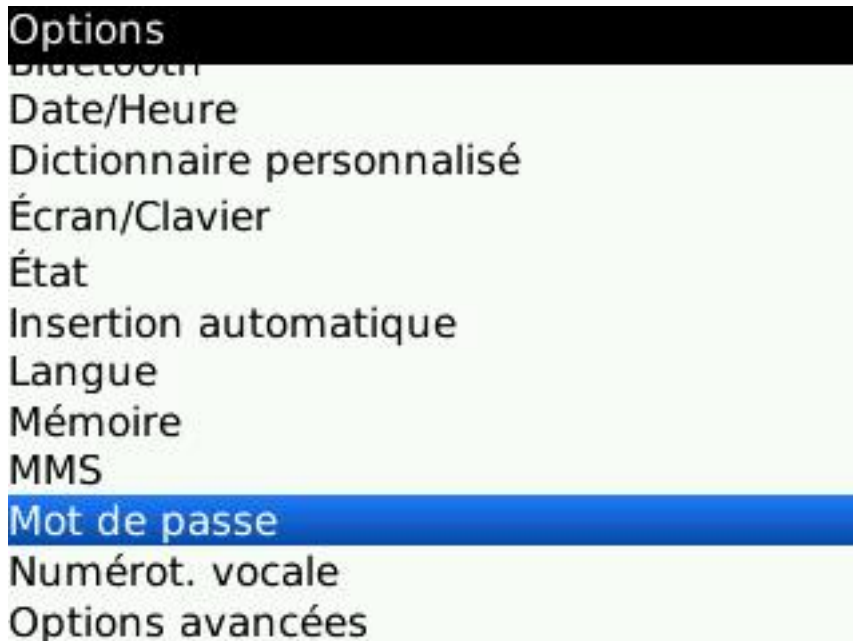 Options
Bluetooth
Date/Heure
Dictionnaire personnalisé
Écran/Clavier
État
Insertion automatique
Langue
Mémoire
MMS
Mot de passe
Numérot. vocale
Options avancées